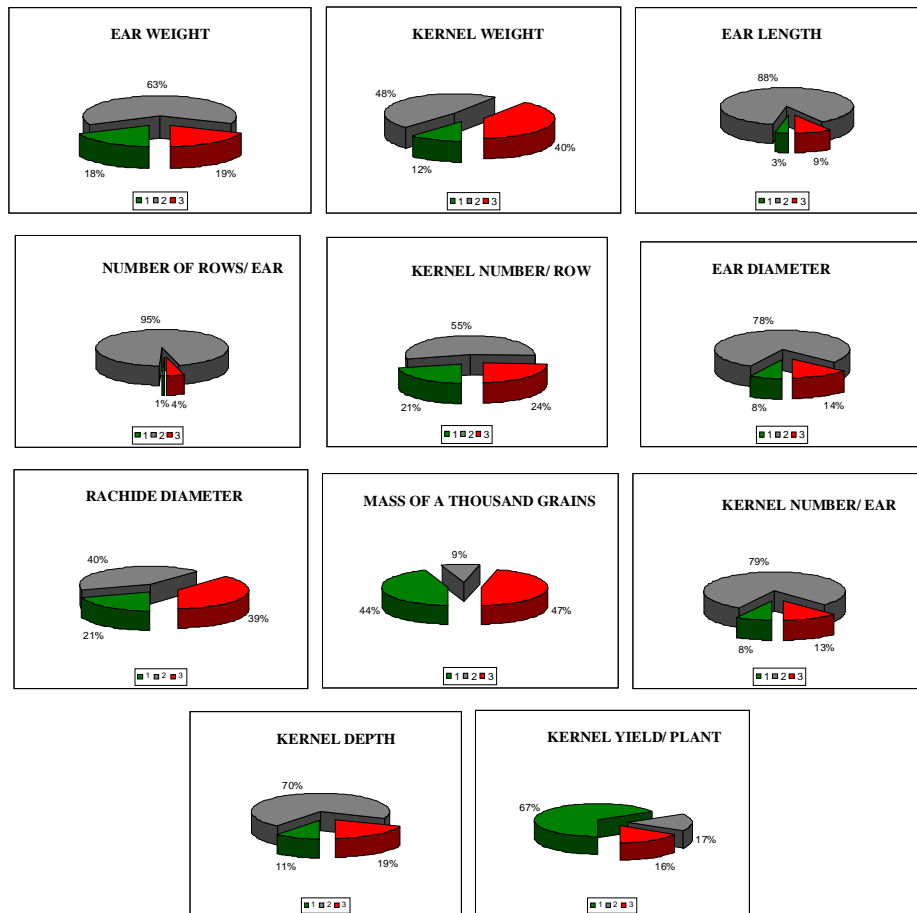 EAR WEIGHT
63%
18%
19%
1 2 3
KERNEL WEIGHT
48%
40%
12%
1 2 3
EAR LENGTH
88%
3%
9%
1 2 3
NUMBER OF ROWS/ EAR
95%
1%
4%
1 2 3
KERNEL NUMBER/ ROW
55%
21%
24%
1 2 3
EAR DIAMETER
78%
8%
14%
1 2 3
RACHIDE DIAMETER
40%
39%
21%
1 2 3
MASS OF A THOUSAND GRAINS
9%
44%
47%
1 2 3
KERNEL NUMBER/ EAR
79%
8%
13%
1 2 3
KERNEL DEPTH
70%
11%
19%
1 2 3
KERNEL YIELD/ PLANT
67%
17%
16%
1 2 3